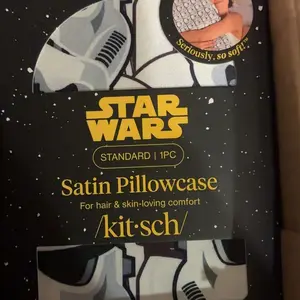 Seriously, so soft!
STAR
WARS
STANDARD | 1PC
Satin Pillowcase
For hair & skin-loving comfort
/kit·sch/